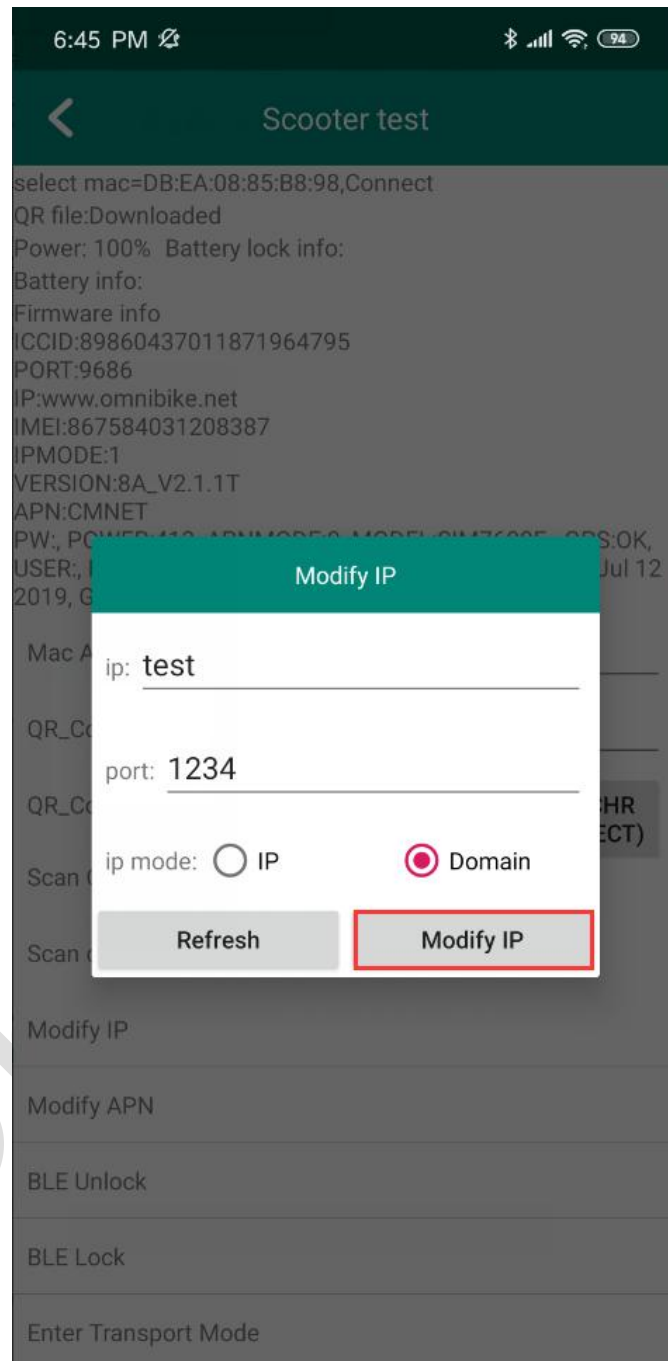 6:45 PM
94
Scooter test
select mac=DB:EA:08:85:B8:98,Connect
QR file:Downloaded
Power: 100% Battery lock info:
Battery info:
Firmware info
ICCID:89860437011871964795
PORT:9686
IP:www.omnibike.net
IMEI:867584031208387
IPMODE:1
VERSION:8A_V2.1.1T
APN:CMNET
PW:, S:OK,
USER:, Jul 12
2019,
Modify IP
Mac
ip: test
port: 1234
HR
ECT)
ip mode: IP Domain
Scan
Refresh Modify IP
Scan
Modify IP
Modify APN
BLE Unlock
BLE Lock
Enter Transport Mode